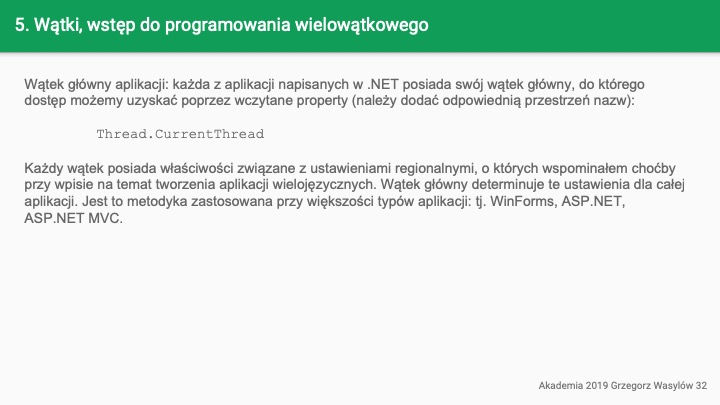 5. Wątki, wstęp do programowania wielowątkowego
Wątek główny aplikacji: każda z aplikacji napisanych w .NET posiada swój wątek główny, do którego
dostęp możemy uzyskać poprzez wczytane property (należy dodać odpowiednią przestrzeń nazw):
Thread.CurrentThread
Każdy wątek posiada właściwości związane z ustawieniami regionalnymi, o których wspominałem choćby
przy wpisie na temat tworzenia aplikacji wielojęzycznych. Wątek główny determinuje te ustawienia dla całej
aplikacji. Jest to metodyka zastosowana przy większości typów aplikacji: tj. WinForms, ASP.NET,
ASP.NET MVC.
Akademia 2019 Grzegorz Wasylów 32